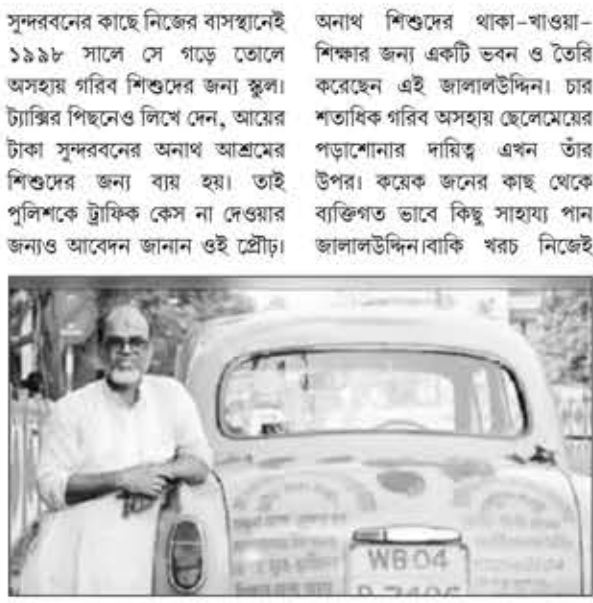 সুন্দরবনের কাছে নিজের বাসস্থানেই
১৯৯৮ সালে সে গড়ে তোলে
অসহায় গরিব শিশুদের জন্য স্কুল।
ট্যাক্সির পিছনেও লিখে দেন, আয়ের
টাকা সুন্দরবনের অনাথ আশ্রমের
শিশুদের জন্য ব্যয় হয়। তাই
পুলিশকে ট্রাফিক কেস না দেওয়ার
জন্যও আবেদন জানান ওই প্রৌঢ়।
অনাথ শিশুদের থাকা-খাওয়া-
শিক্ষার জন্য একটি ভবন ও তৈরি
করেছেন এই জালালউদ্দিন। চার
শতাধিক গরিব অসহায় ছেলেমেয়ের
পড়াশোনার দায়িত্ব এখন তাঁর
উপর। কয়েক জনের কাছ থেকে
ব্যক্তিগত ভাবে কিছু সাহায্য পান
জালালউদ্দিন।বাকি খরচ নিজেই
WB 04